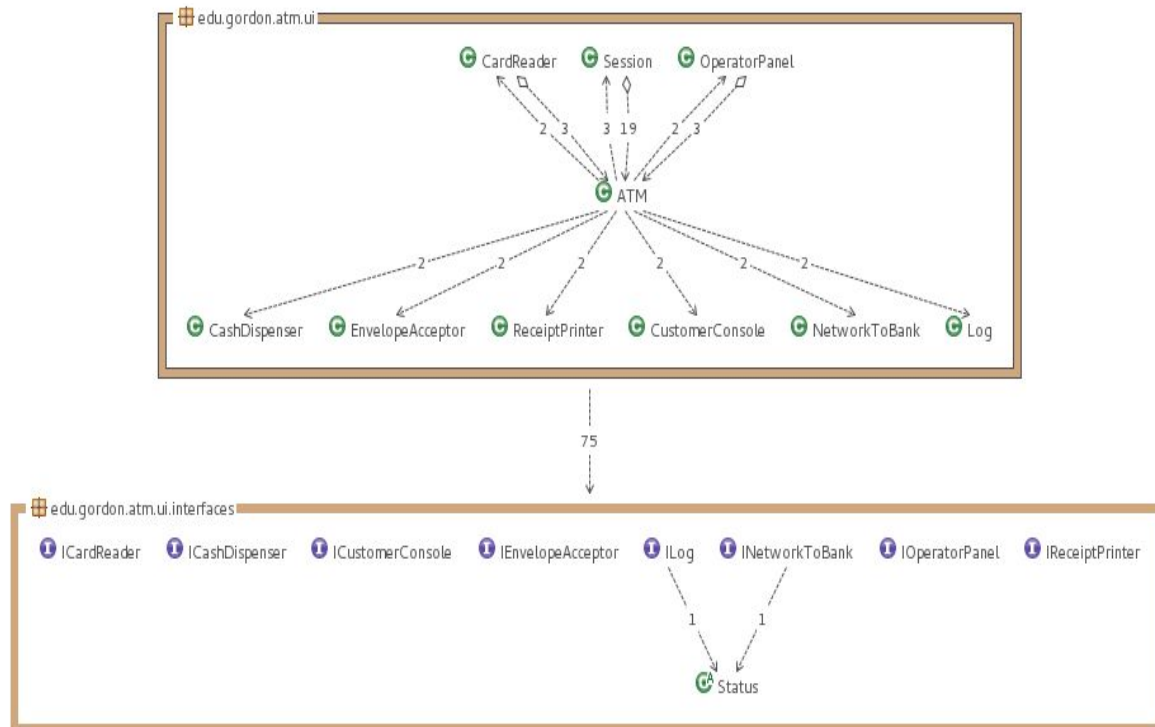 edu.gordon.atm.ui
C CardReader C Session C OperatorPanel
2 3 3 19 2 3
C ATM
2 2 2 2 2 2
C CashDispenser C EnvelopeAcceptor C ReceiptPrinter C CustomerConsole C NetworkToBank C Log
75
edu.gordon.atm.ui.interfaces
I ICardReader I ICashDispenser I ICustomerConsole I IEnvelopeAcceptor I ILog I INetworkToBank I IOperatorPanel I IReceiptPrinter
1 1
C A Status